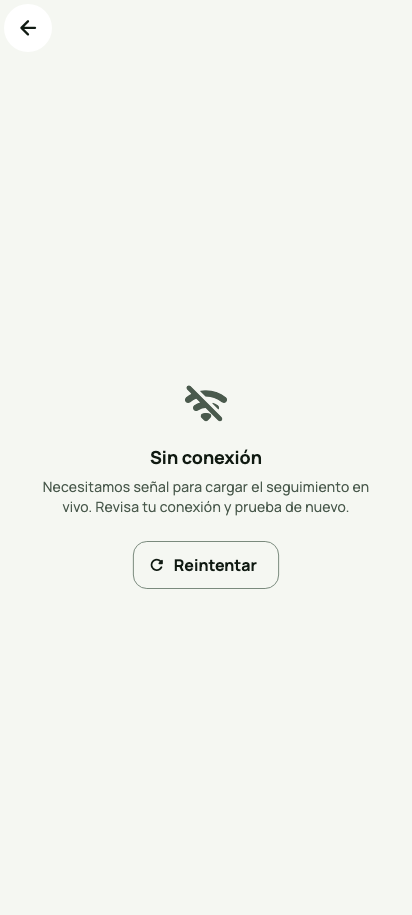 Sin conexión
Necesitamos señal para cargar el seguimiento en
vivo. Revisa tu conexión y prueba de nuevo.
Reintentar